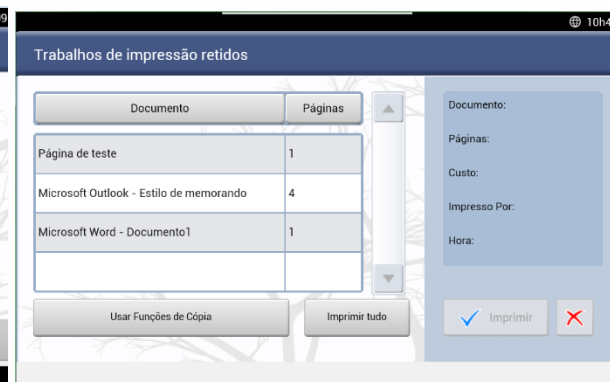 10h4
Trabalhos de impressão retidos
Documento Páginas
Página de teste 1
Microsoft Outlook - Estilo de memorando 4
Microsoft Word - Documento1 1
Usar Funções de Cópia Imprimir tudo
Documento:
Páginas:
Custo:
Impresso Por:
Hora:
Imprimir